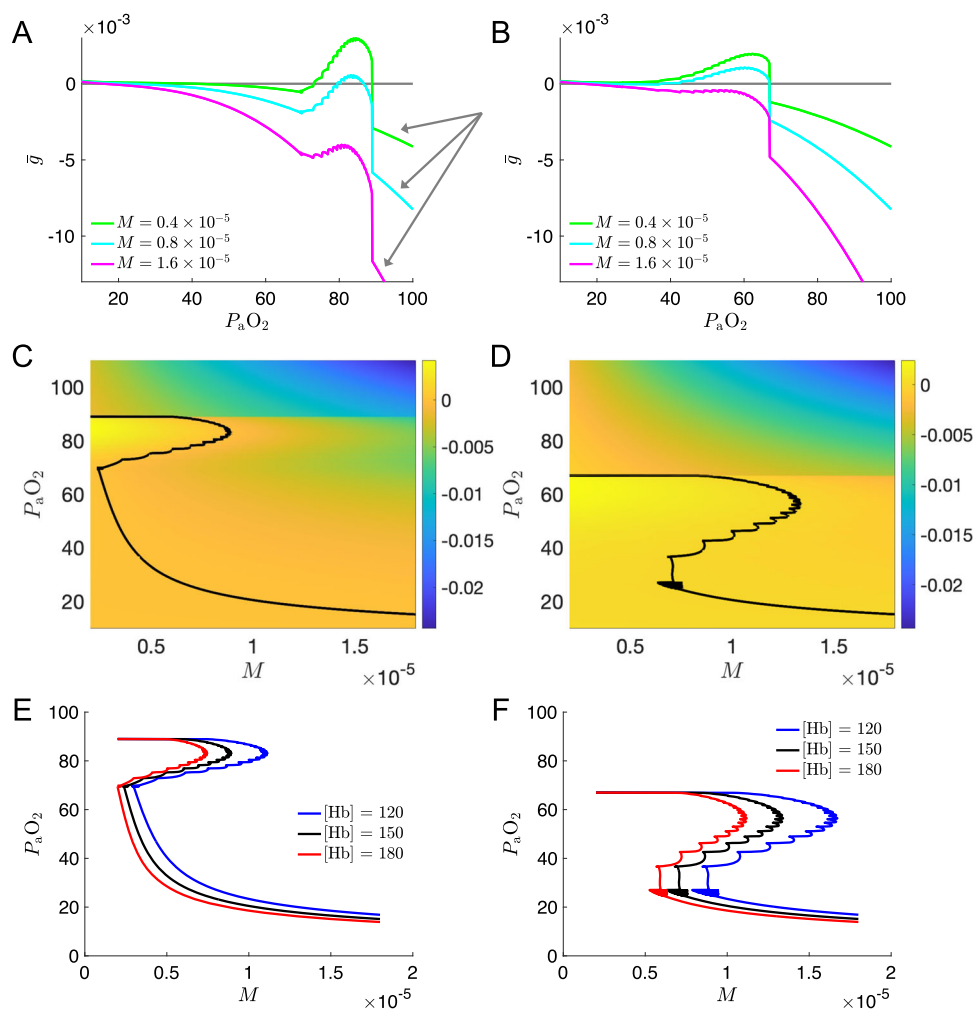 A
×10⁻³
0
-5
-10
ḡ
M = 0.4 × 10⁻⁵
M = 0.8 × 10⁻⁵
M = 1.6 × 10⁻⁵
20 40 60 80 100
PₐO₂
B
×10⁻³
0
-5
-10
ḡ
M = 0.4 × 10⁻⁵
M = 0.8 × 10⁻⁵
M = 1.6 × 10⁻⁵
20 40 60 80 100
PₐO₂
C
100
80
60
40
20
PₐO₂
0.5 1 1.5
M
×10⁻⁵
0
-0.005
-0.01
-0.015
-0.02
D
100
80
60
40
20
PₐO₂
0.5 1 1.5
M
×10⁻⁵
0
-0.005
-0.01
-0.015
-0.02
E
100
80
60
40
20
0
PₐO₂
[Hb] = 120
[Hb] = 150
[Hb] = 180
0 0.5 1 1.5 2
M
×10⁻⁵
F
100
80
60
40
20
0
PₐO₂
[Hb] = 120
[Hb] = 150
[Hb] = 180
0 0.5 1 1.5 2
M
×10⁻⁵